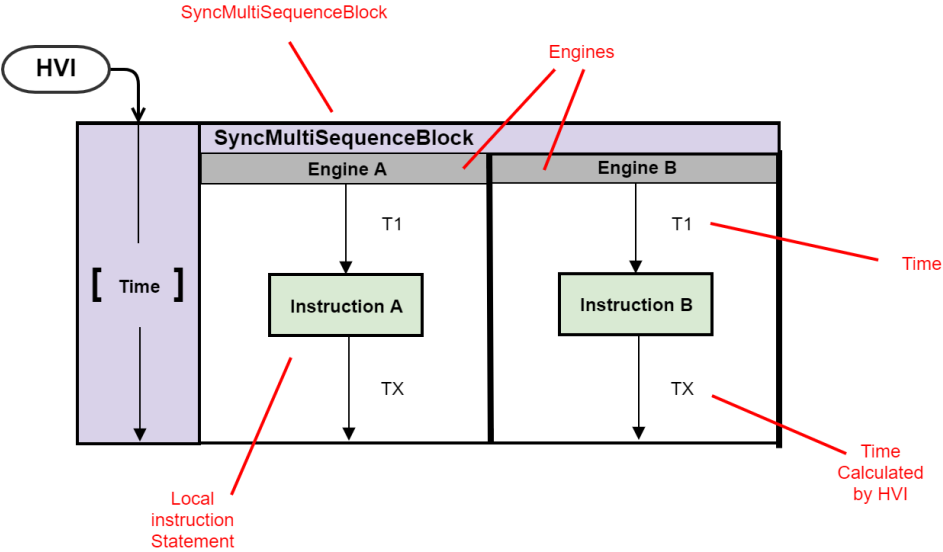 SyncMultiSequenceBlock
Engines
HVI
SyncMultiSequenceBlock
Engine A
Engine B
T1
T1
Time
[ Time ]
Instruction A
Instruction B
TX
TX
Time
Calculated
by HVI
Local
instruction
Statement